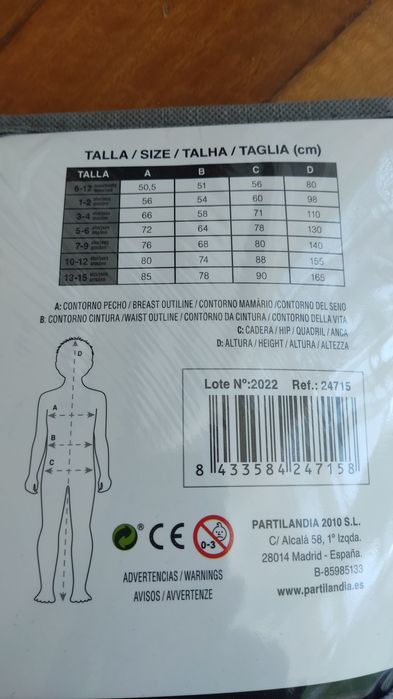 TALLA / SIZE / TALHA / TAGLIA (cm)
TALLA A B C D
6-12 50,5 51 56 80
1-2 56 54 60 98
3-4 66 58 71 110
5-6 72 64 78 130
7-9 76 68 80 140
10-12 80 74 88 155
13-15 85 78 90 165
A: CONTORNO PECHO / BREAST OUTILINE / CONTORNO MAMÁRIO /CONTORNO DEL SENO
B: CONTORNO CINTURA /WAIST OUTLINE / CONTORNO DA CINTURA / CONTORNO DELLA VITA
C: CADERA / HIP / QUADRIL / ANCA
D: ALTURA / HEIGHT / ALTURA / ALTEZZA
D
A
B
C
Lote Nº:2022 Ref.: 24715
8 433584 247158
® CE 0-3
ADVERTENCIAS / WARNINGS
AVISOS / AVVERTENZE
PARTILANDIA 2010 S.L.
C/ Alcalá 58, 1º Izqda.
28014 Madrid - España.
B-85985133
www.partilandia.es